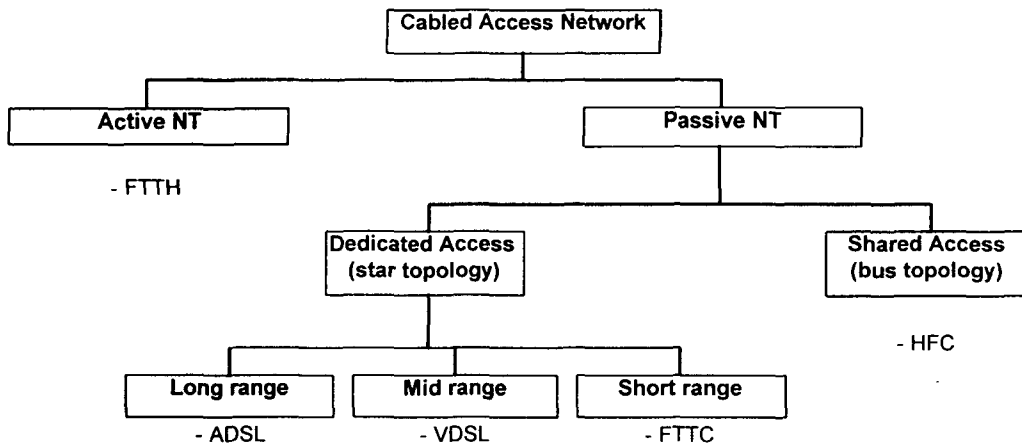 Cabled Access Network
Active NT
Passive NT
- FTTH
Dedicated Access
(star topology)
Shared Access
(bus topology)
- HFC
Long range
Mid range
Short range
- ADSL
- VDSL
- FTTC